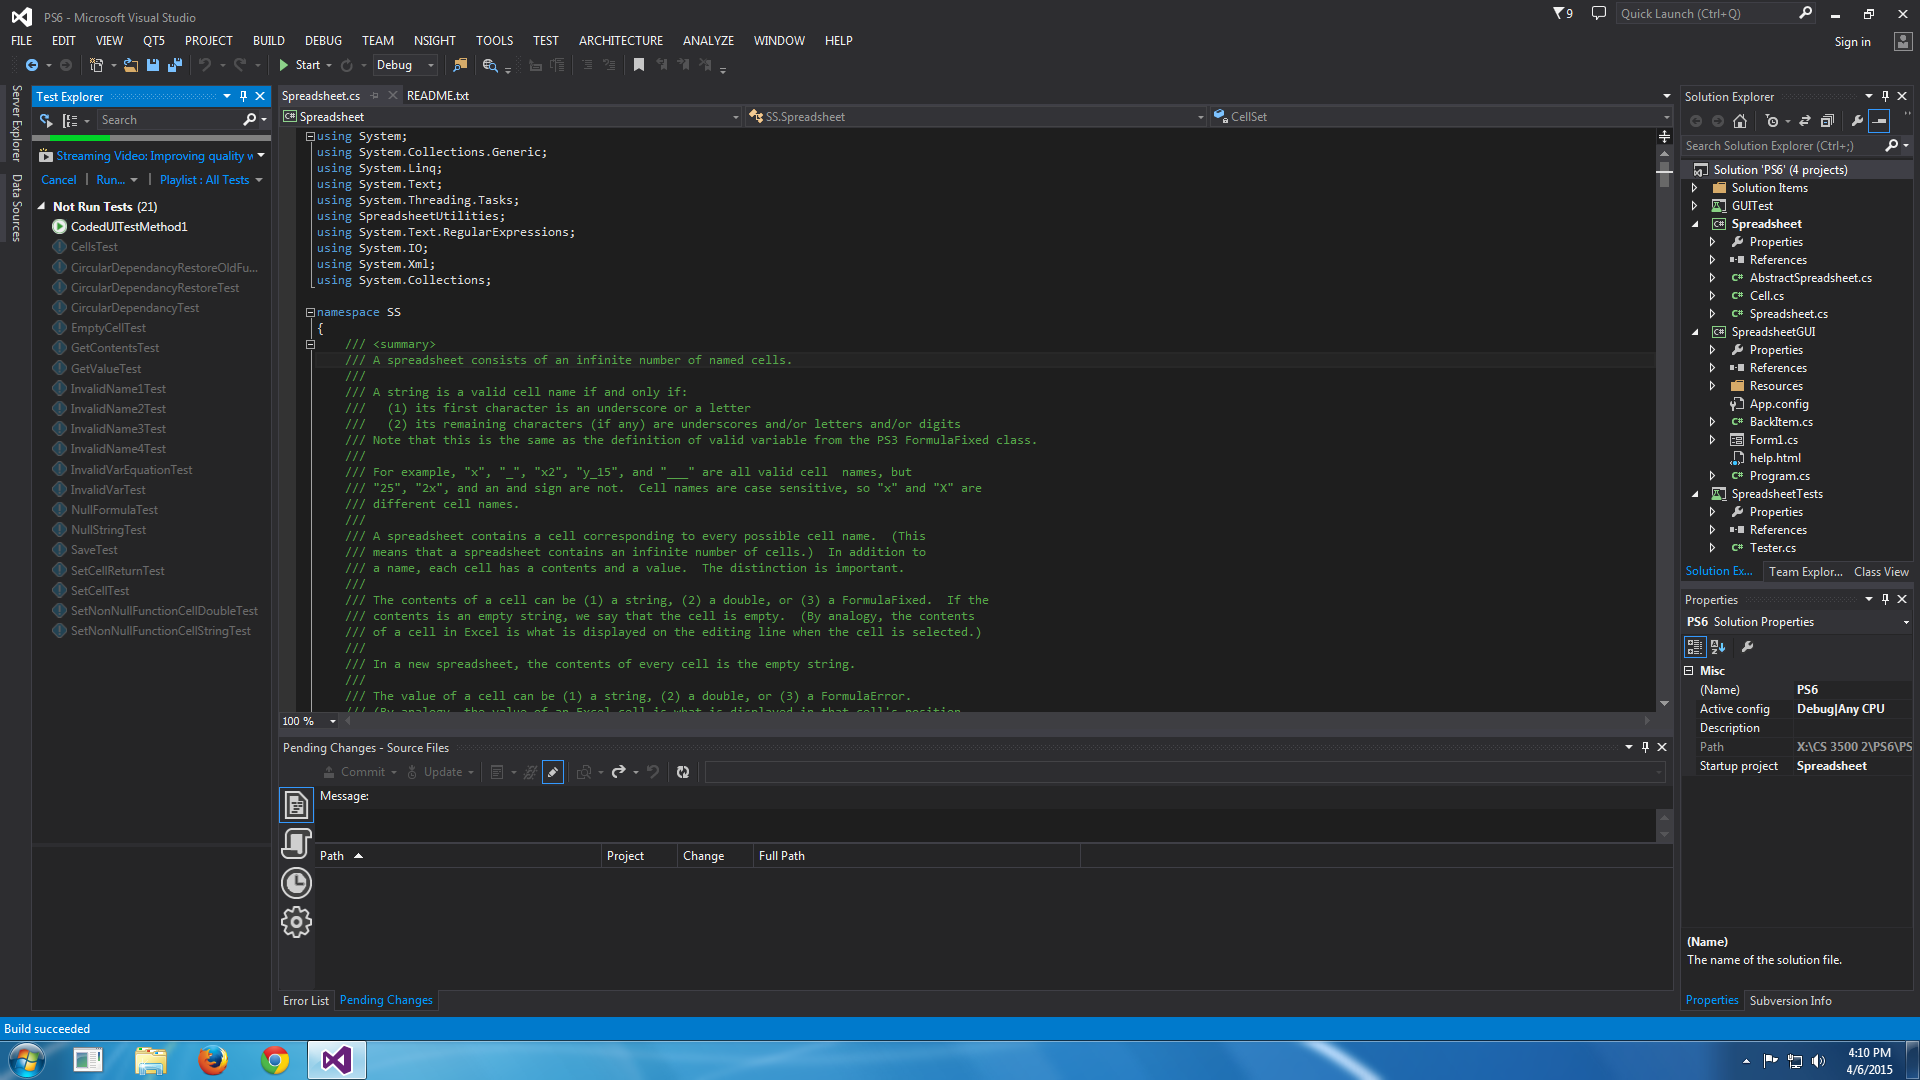 PS6 - Microsoft Visual Studio
9
Quick Launch (Ctrl+Q)
FILE EDIT VIEW QT5 PROJECT BUILD DEBUG TEAM NSIGHT TOOLS TEST ARCHITECTURE ANALYZE WINDOW HELP
Sign in
Start Debug
Server Explorer
Data Sources
Test Explorer
Search
Streaming Video: Improving quality w
Cancel | Run... | Playlist : All Tests
Not Run Tests (21)
CodedUITestMethod1
CellsTest
CircularDependancyRestoreOldFu...
CircularDependancyRestoreTest
CircularDependancyTest
EmptyCellTest
GetContentsTest
GetValueTest
InvalidName1Test
InvalidName2Test
InvalidName3Test
InvalidName4Test
InvalidVarEquationTest
InvalidVarTest
NullFormulaTest
NullStringTest
SaveTest
SetCellReturnTest
SetCellTest
SetNonNullFunctionCellDoubleTest
SetNonNullFunctionCellStringTest
Spreadsheet.cs README.txt
Spreadsheet SS.Spreadsheet CellSet
using System;
using System.Collections.Generic;
using System.Linq;
using System.Text;
using System.Threading.Tasks;
using SpreadsheetUtilities;
using System.Text.RegularExpressions;
using System.IO;
using System.Xml;
using System.Collections;
namespace SS
{
/// <summary>
/// A spreadsheet consists of an infinite number of named cells.
///
/// A string is a valid cell name if and only if:
///   (1) its first character is an underscore or a letter
///   (2) its remaining characters (if any) are underscores and/or letters and/or digits
/// Note that this is the same as the definition of valid variable from the PS3 FormulaFixed class.
///
/// For example, "x", "_", "x2", "y_15", and "___" are all valid cell  names, but
/// "25", "2x", and an and sign are not.  Cell names are case sensitive, so "x" and "X" are
/// different cell names.
///
/// A spreadsheet contains a cell corresponding to every possible cell name.  (This
/// means that a spreadsheet contains an infinite number of cells.)  In addition to
/// a name, each cell has a contents and a value.  The distinction is important.
///
/// The contents of a cell can be (1) a string, (2) a double, or (3) a FormulaFixed.  If the
/// contents is an empty string, we say that the cell is empty.  (By analogy, the contents
/// of a cell in Excel is what is displayed on the editing line when the cell is selected.)
///
/// In a new spreadsheet, the contents of every cell is the empty string.
///
/// The value of a cell can be (1) a string, (2) a double, or (3) a FormulaError.
/// (By analogy, the value of an Excel cell is what is displayed in that cell's position
100 %
Pending Changes - Source Files
Commit Update
Message:
Path Project Change Full Path
Error List Pending Changes
Solution Explorer
Search Solution Explorer (Ctrl+;)
Solution 'PS6' (4 projects)
Solution Items
GUITest
C# Spreadsheet
Properties
References
C# AbstractSpreadsheet.cs
C# Cell.cs
C# Spreadsheet.cs
C# SpreadsheetGUI
Properties
References
Resources
App.config
C# BackItem.cs
Form1.cs
help.html
C# Program.cs
SpreadsheetTests
Properties
References
C# Tester.cs
Solution Ex... Team Explor... Class View
Properties
PS6 Solution Properties
Misc
(Name) PS6
Active config Debug|Any CPU
Description
Path X:\CS 3500 2\PS6\PS
Startup project Spreadsheet
(Name)
The name of the solution file.
Properties Subversion Info
Build succeeded
4:10 PM
4/6/2015